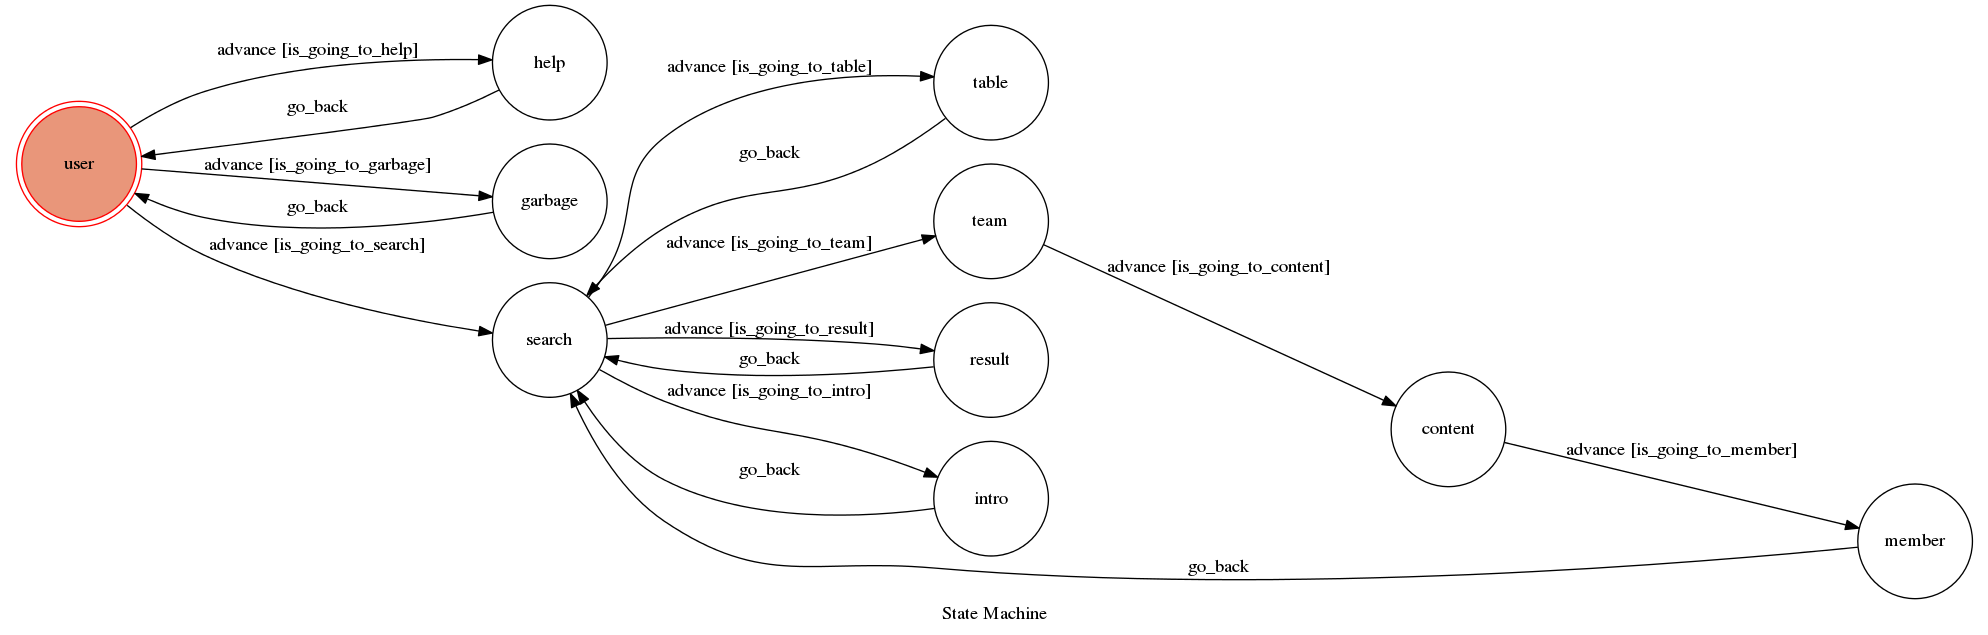 user
advance [is_going_to_help]
go_back
help
advance [is_going_to_garbage]
go_back
garbage
advance [is_going_to_search]
search
advance [is_going_to_table]
go_back
table
advance [is_going_to_team]
team
advance [is_going_to_result]
go_back
result
advance [is_going_to_intro]
go_back
intro
advance [is_going_to_content]
content
advance [is_going_to_member]
member
go_back
State Machine